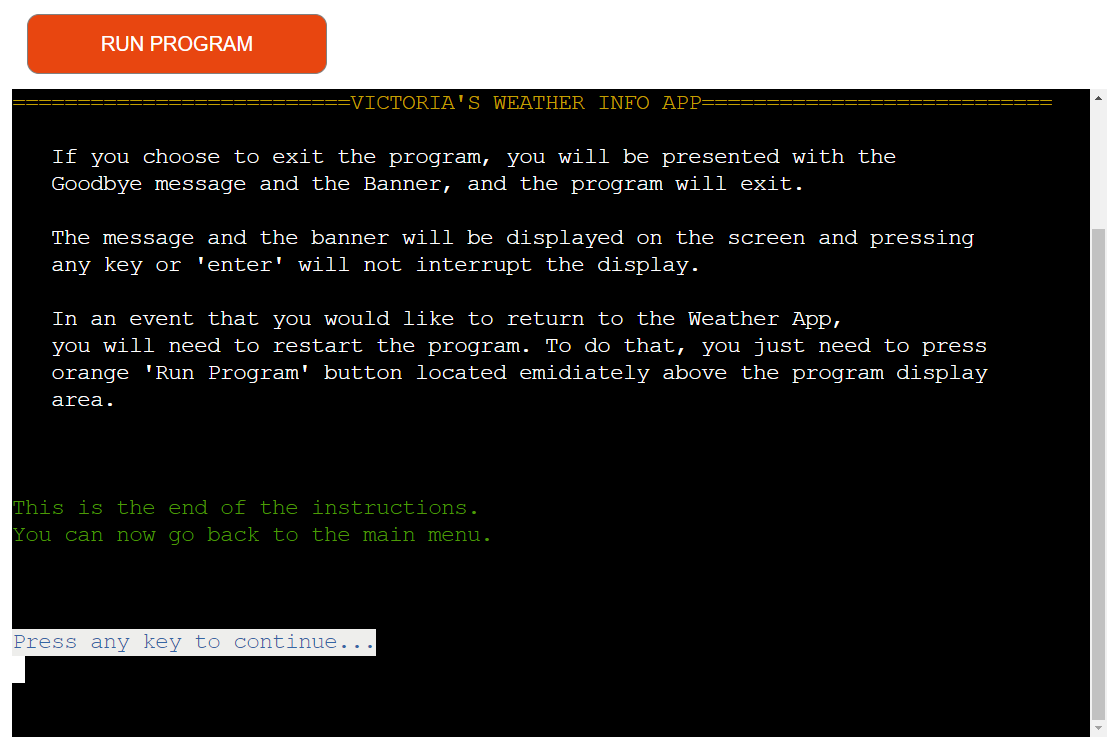 RUN PROGRAM
==========================VICTORIA'S WEATHER INFO APP===========================
If you choose to exit the program, you will be presented with the
Goodbye message and the Banner, and the program will exit.
The message and the banner will be displayed on the screen and pressing
any key or 'enter' will not interrupt the display.
In an event that you would like to return to the Weather App,
you will need to restart the program. To do that, you just need to press
orange 'Run Program' button located emidiately above the program display
area.
This is the end of the instructions.
You can now go back to the main menu.
Press any key to continue...